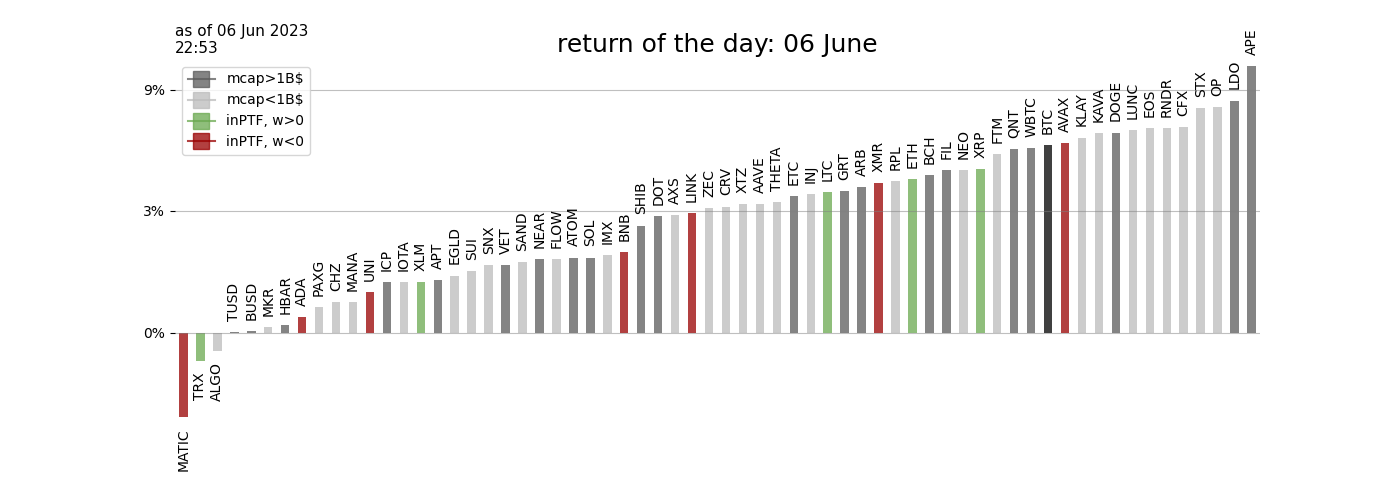 as of 06 Jun 2023
22:53
return of the day: 06 June
mcap>1B$
mcap<1B$
inPTF, w>0
inPTF, w<0
9%
3%
0%
MATIC
TRX
ALGO
TUSD
BUSD
MKR
HBAR
ADA
PAXG
CHZ
MANA
UNI
ICP
IOTA
XLM
APT
EGLD
SUI
SNX
VET
SAND
NEAR
FLOW
ATOM
SOL
IMX
BNB
SHIB
DOT
AXS
LINK
ZEC
CRV
XTZ
AAVE
THETA
ETC
INJ
LTC
GRT
ARB
XMR
RPL
ETH
BCH
FIL
NEO
XRP
FTM
QNT
WBTC
BTC
AVAX
KLAY
KAVA
DOGE
LUNC
EOS
RNDR
CFX
STX
OP
LDO
APE